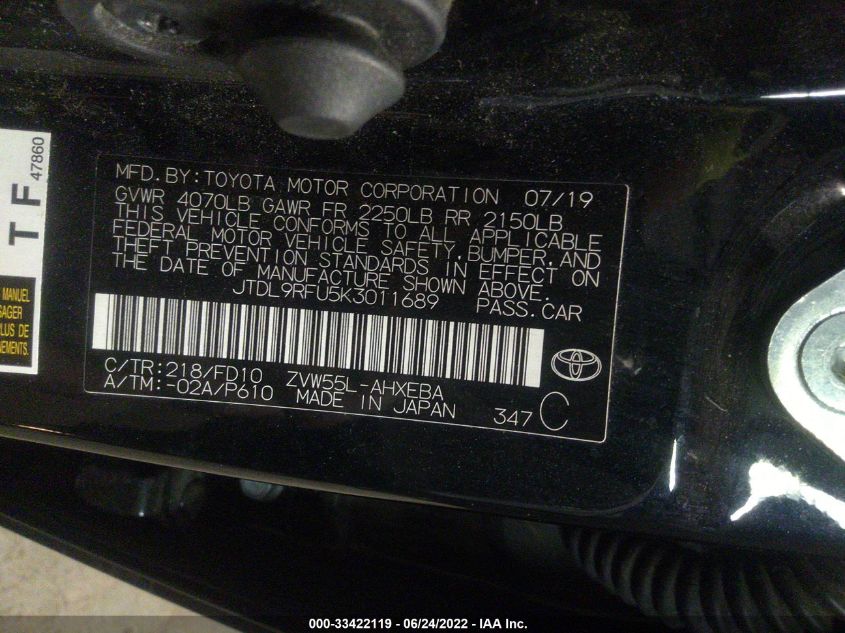 MFD. BY: TOYOTA MOTOR CORPORATION 07/19
GVWR 4070LB GAWR FR 2250LB RR 2150LB
THIS VEHICLE CONFORMS TO ALL APPLICABLE
FEDERAL MOTOR VEHICLE SAFETY, BUMPER, AND
THEFT PREVENTION STANDARDS IN EFFECT ON
THE DATE OF MANUFACTURE SHOWN ABOVE.
JTDL9RFU5K3011689 PASS. CAR
C/TR: 218/FD10 ZVW55L-AHXEBA
A/TM: -02A/P610 MADE IN JAPAN 347 C
TF
47860
MANUEL
PLUS DE
000-33422119 - 06/24/2022 - IAA Inc.